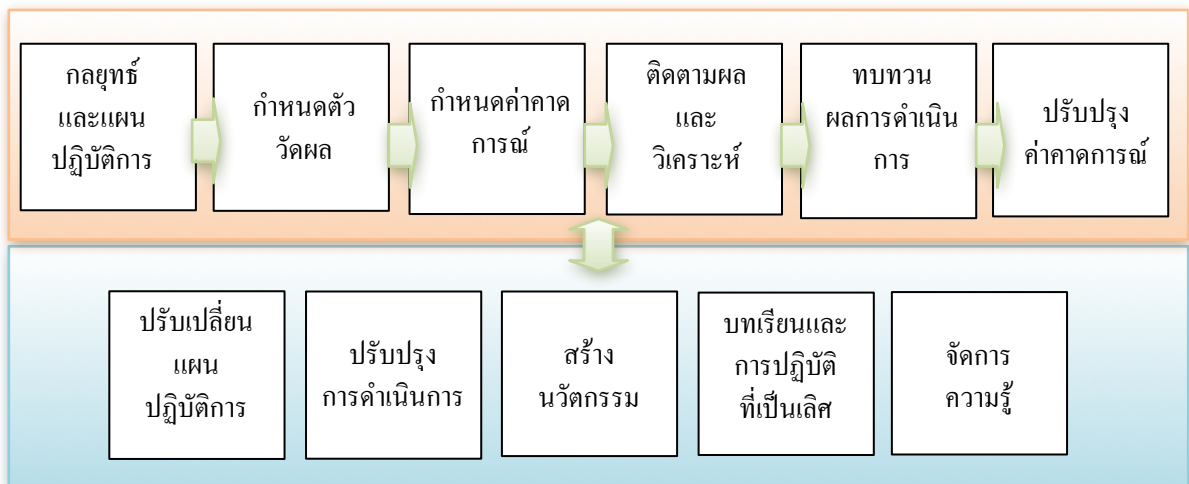 กลยุทธ์
และแผน
ปฏิบัติการ
กำหนดตัว
วัดผล
กำหนดค่าคาด
การณ์
ติดตามผล
และ
วิเคราะห์
ทบทวน
ผลการดำเนิน
การ
ปรับปรุง
ค่าคาดการณ์
ปรับเปลี่ยน
แผน
ปฏิบัติการ
ปรับปรุง
การดำเนินการ
สร้าง
นวัตกรรม
บทเรียนและ
การปฏิบัติ
ที่เป็นเลิศ
จัดการ
ความรู้